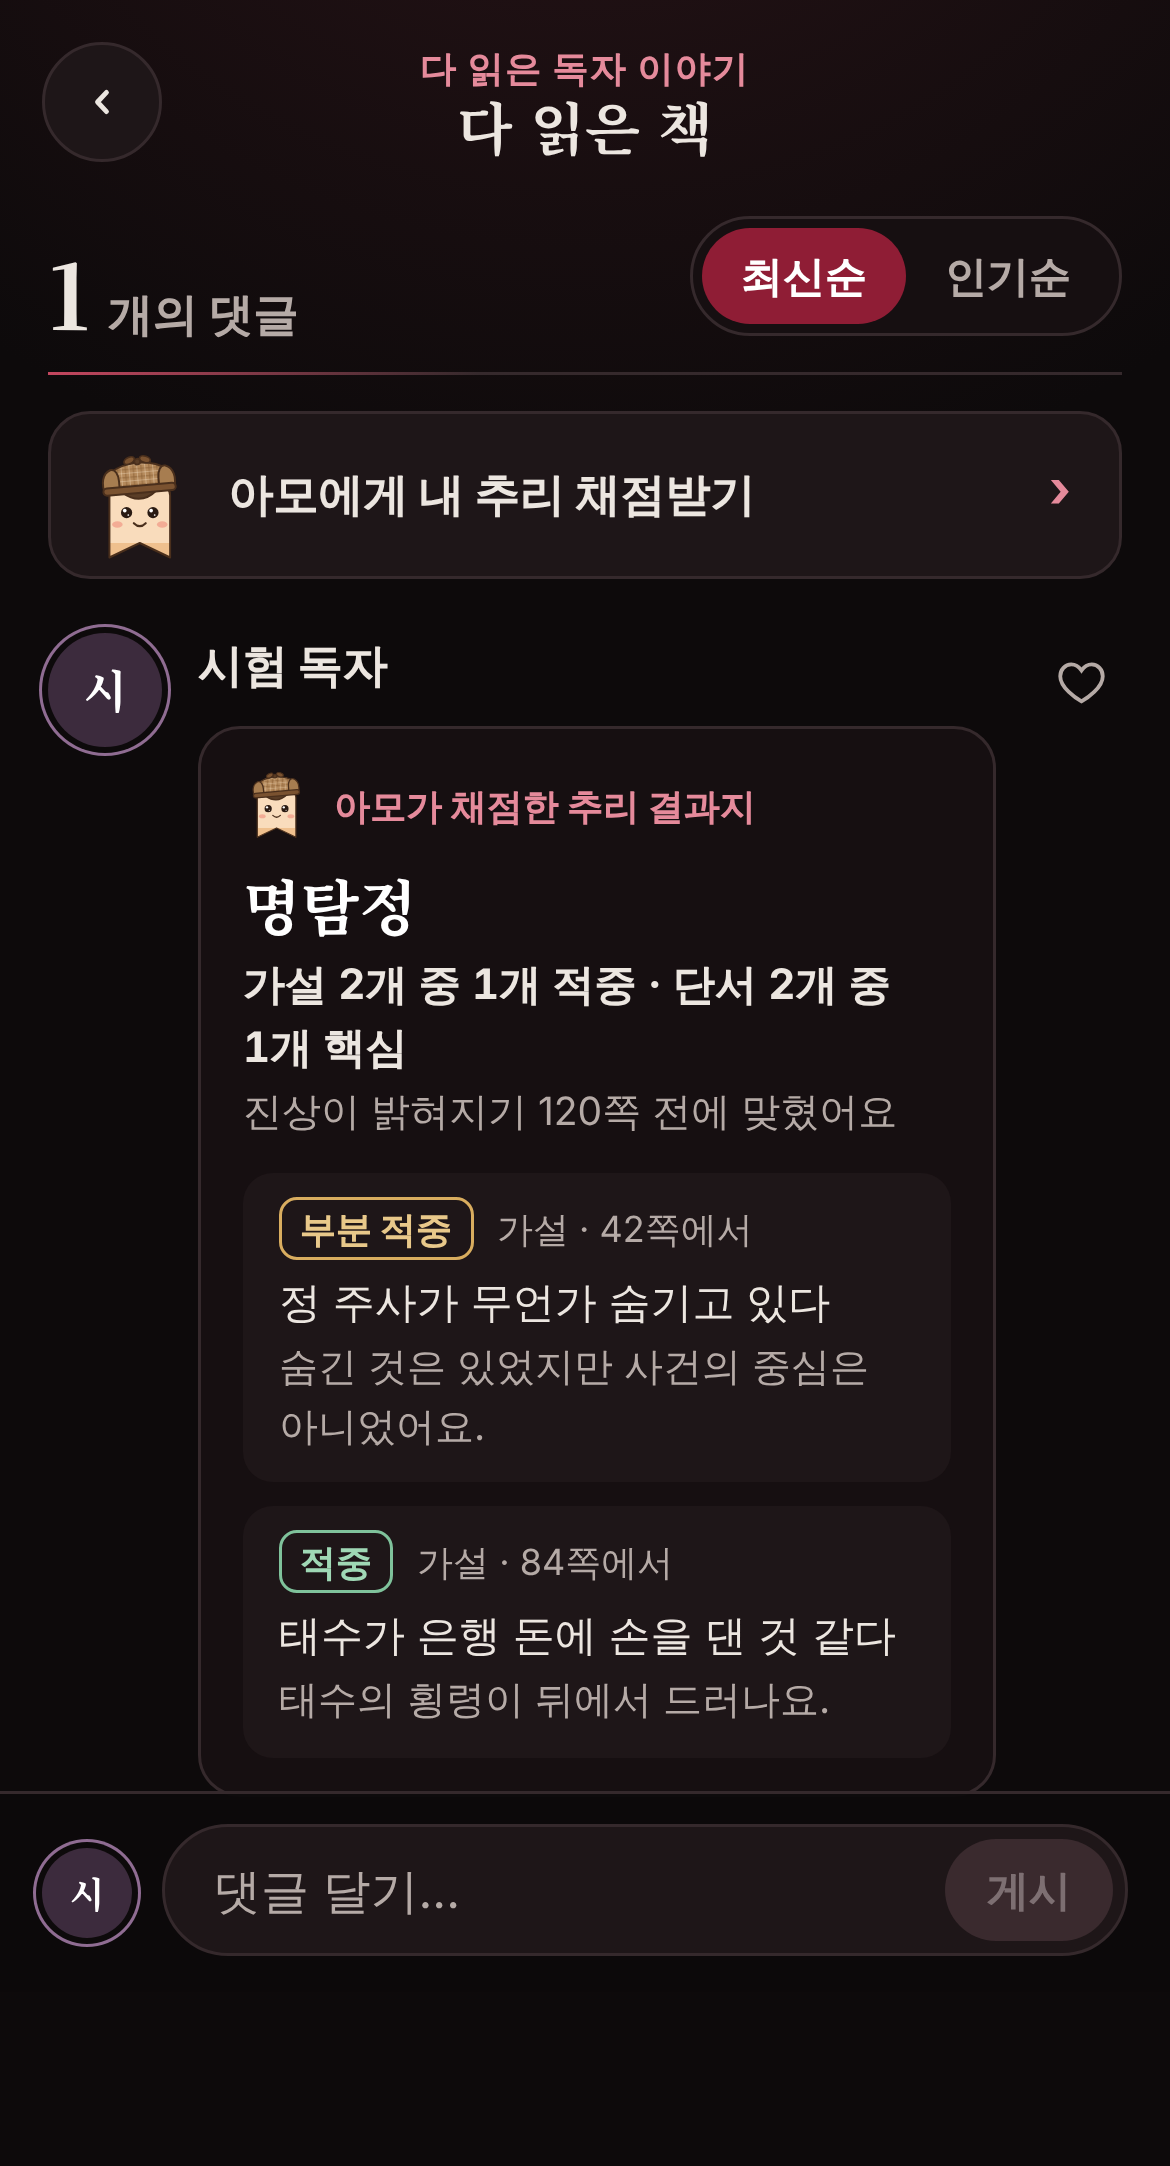 다 읽은 독자 이야기
다 읽은 책
1 개의 댓글
최신순 인기순
아모에게 내 추리 채점받기
시
시험 독자
아모가 채점한 추리 결과지
명탐정
가설 2개 중 1개 적중 · 단서 2개 중
1개 핵심
진상이 밝혀지기 120쪽 전에 맞혔어요
부분 적중 가설 · 42쪽에서
정 주사가 무언가 숨기고 있다
숨긴 것은 있었지만 사건의 중심은
아니었어요.
적중 가설 · 84쪽에서
태수가 은행 돈에 손을 댄 것 같다
태수의 횡령이 뒤에서 드러나요.
시
댓글 달기...
게시